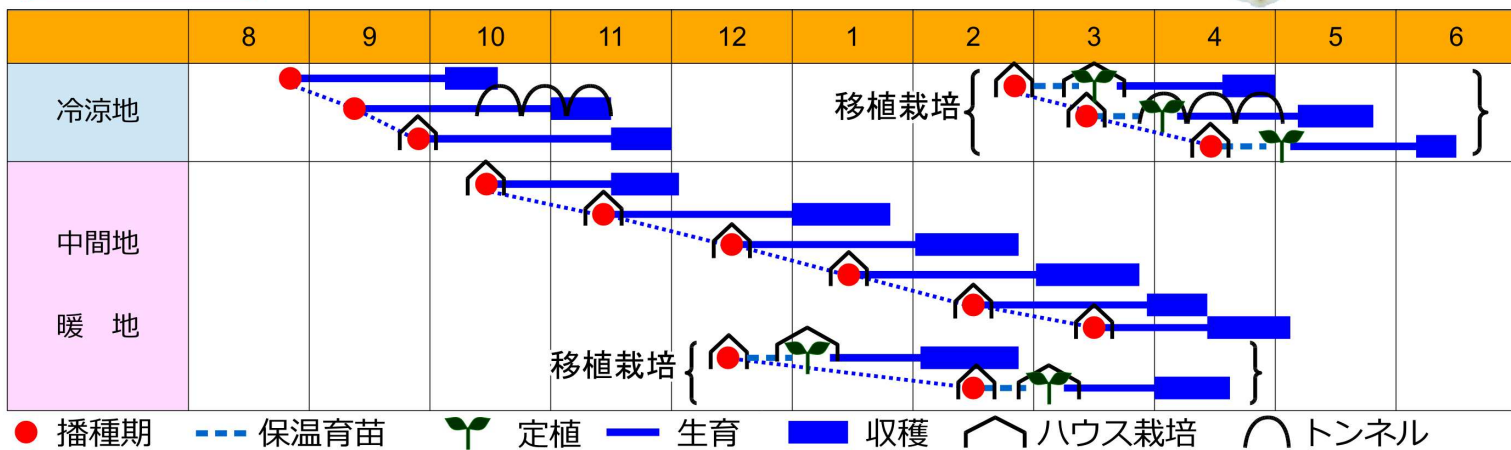 8 9 10 11 12 1 2 3 4 5 6
冷涼地
移植栽培
中間地
暖 地
移植栽培
播種期 保温育苗 定植 生育 収穫 ハウス栽培 トンネル